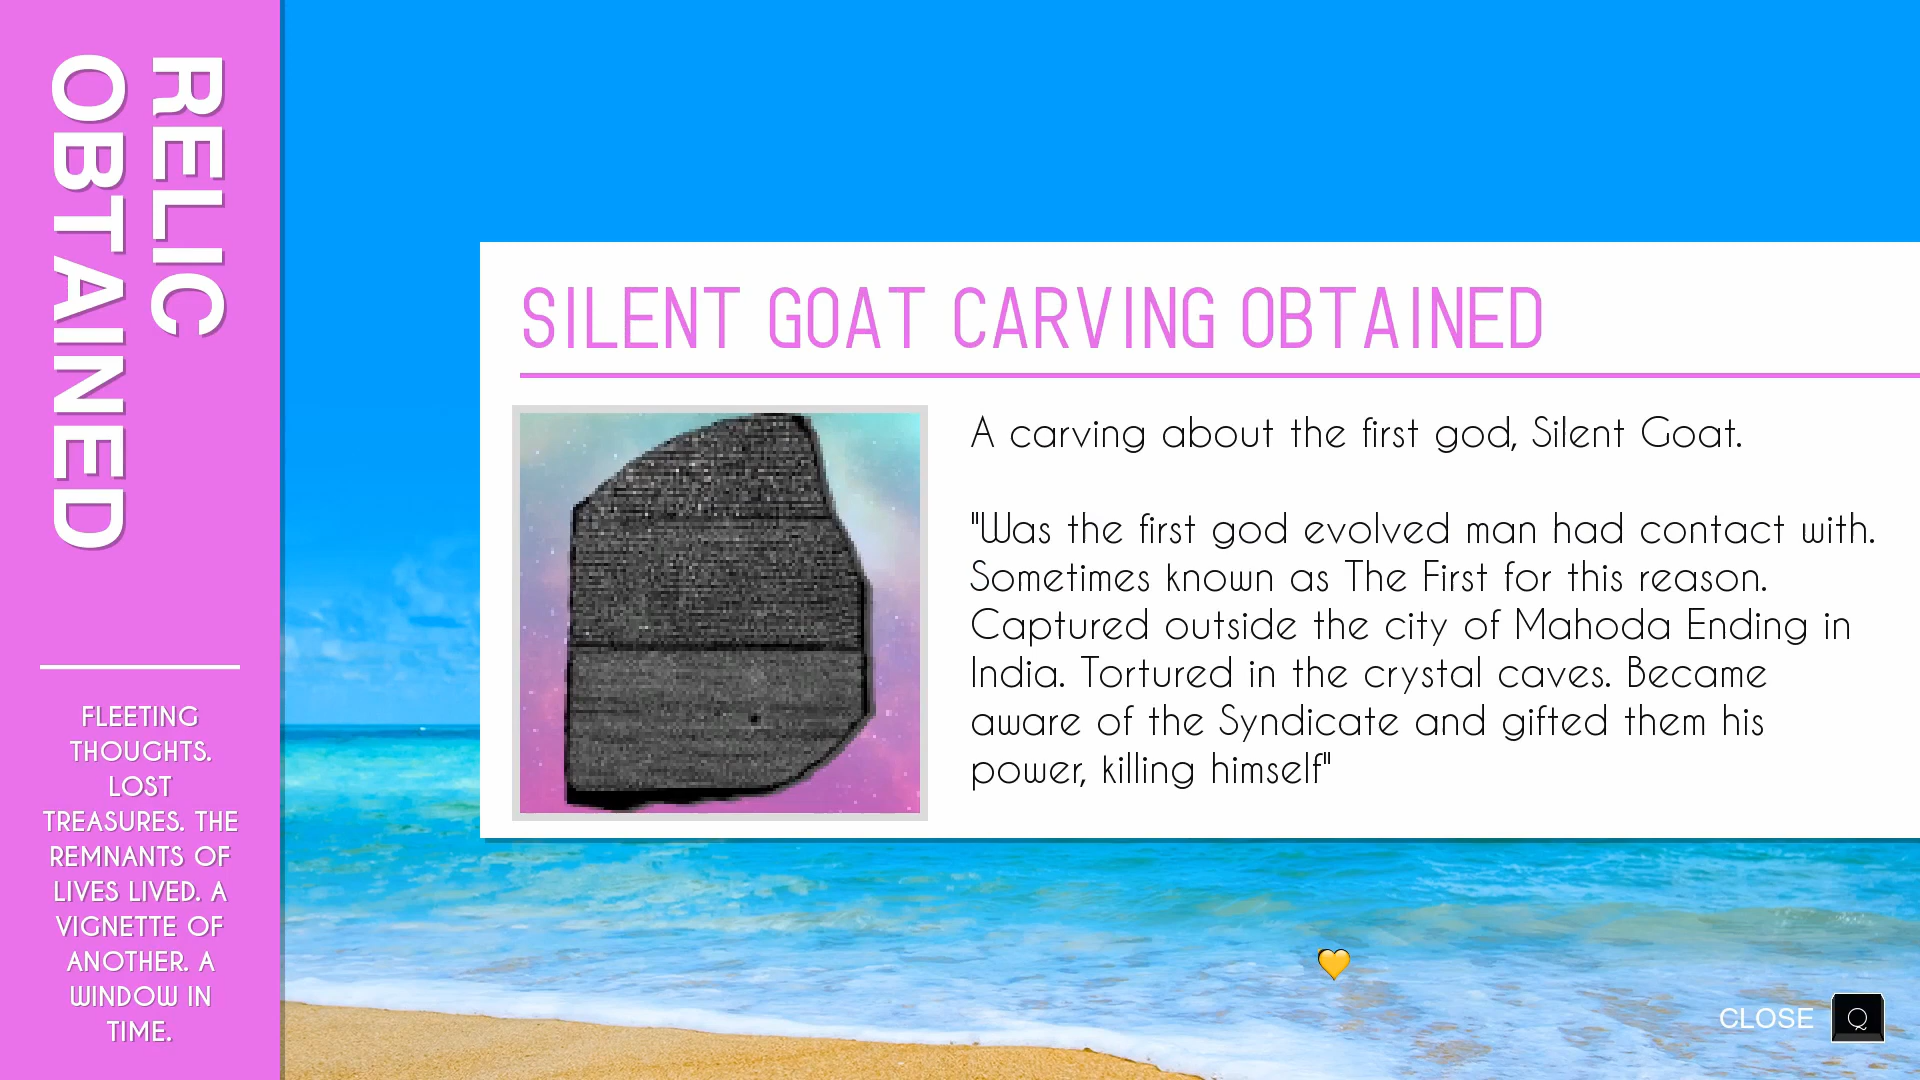 RELIC
OBTAINED
FLEETING
THOUGHTS.
LOST
TREASURES. THE
REMNANTS OF
LIVES LIVED. A
VIGNETTE OF
ANOTHER. A
WINDOW IN
TIME.
SILENT GOAT CARVING OBTAINED
A carving about the first god, Silent Goat.
"Was the first god evolved man had contact with.
Sometimes known as The First for this reason.
Captured outside the city of Mahoda Ending in
India. Tortured in the crystal caves. Became
aware of the Syndicate and gifted them his
power, killing himself"
CLOSE Q